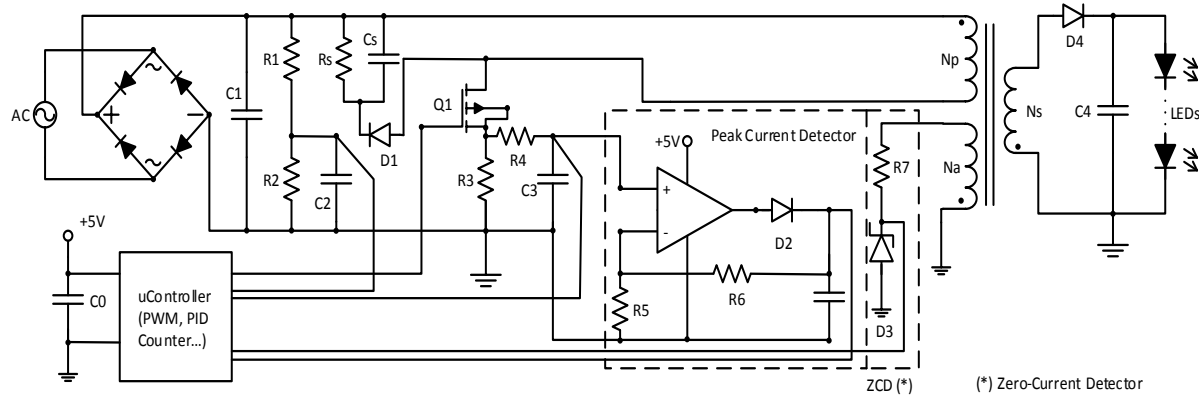 AC
~
+
−
~
C1
R1
R2
C2
Rs
Cs
D1
Q1
R3
R4
C3
Peak Current Detector
+5V
+
-
D2
R5
R6
R7
D3
ZCD (*)
Np
Na
Ns
D4
C4
LEDs
+5V
C0
uController
(PWM, PID
Counter...)
(*) Zero-Current Detector